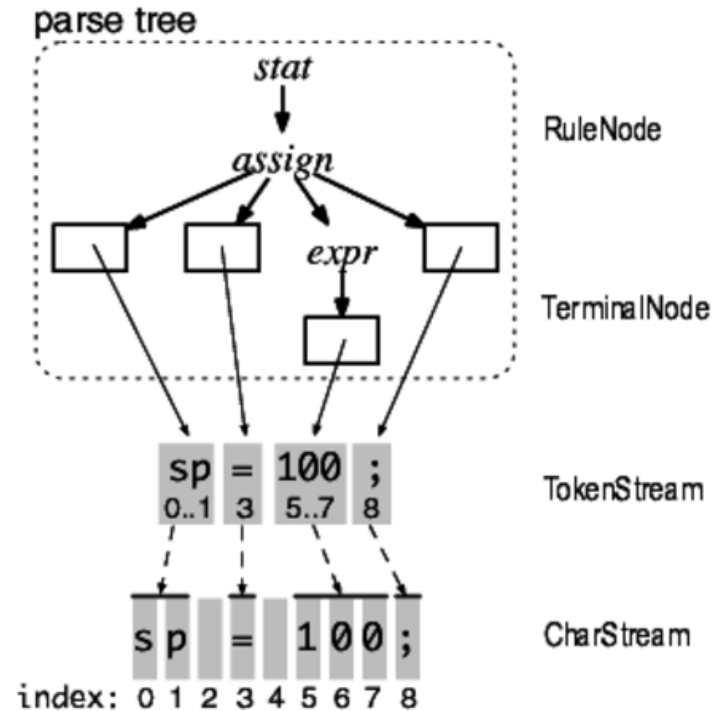 parse tree
stat
RuleNode
assign
expr
TerminalNode
sp = 100 ;
0..1 3 5..7 8
TokenStream
s p = 1 0 0 ;
CharStream
index: 0 1 2 3 4 5 6 7 8